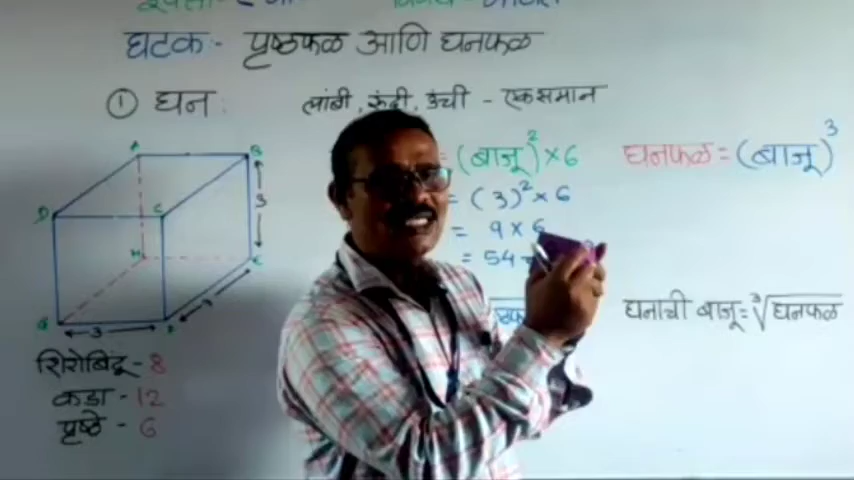 घटक:- पृष्ठफळ आणि घनफळ
① घन:
लांबी, रुंदी, उंची - एकसमान
= (बाजू)² × 6
घनफळ = (बाजू)³
= (3)² × 6
= 9 × 6
= 54
घनाची बाजू = ∛घनफळ
A
B
D
C
H
E
G
F
3
3
3
शिरोबिंदू - 8
कडा - 12
पृष्ठे - 6